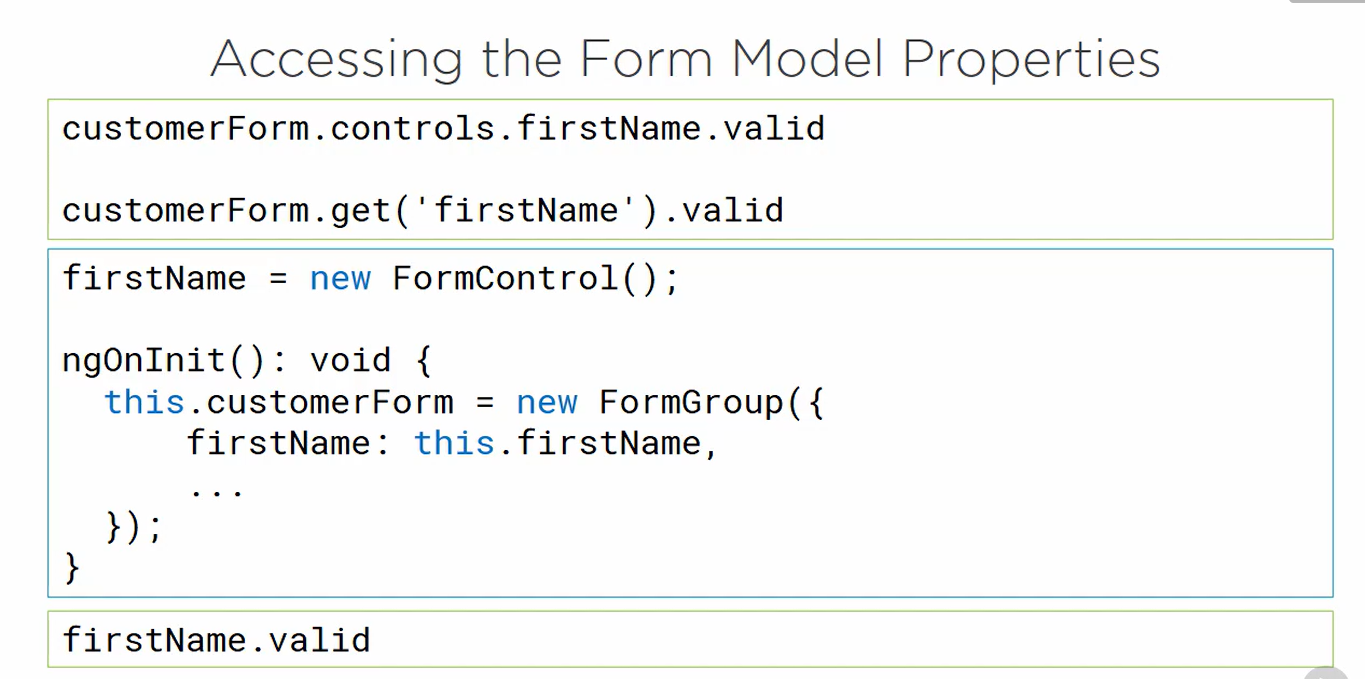 Accessing the Form Model Properties
customerForm.controls.firstName.valid
customerForm.get('firstName').valid
firstName = new FormControl();
ngOnInit(): void {
this.customerForm = new FormGroup({
firstName: this.firstName,
...
});
}
firstName.valid